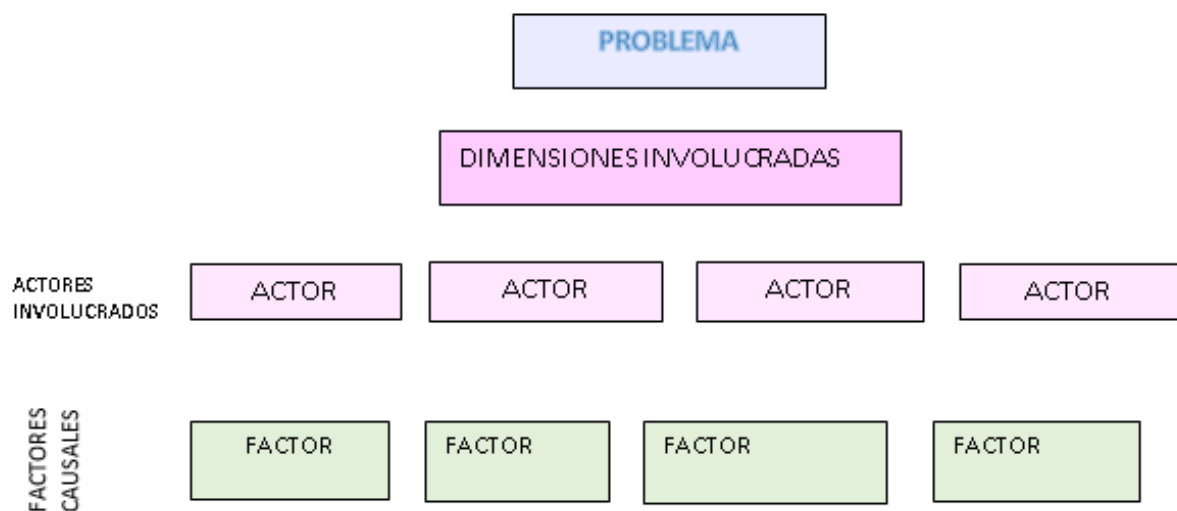 PROBLEMA
DIMENSIONES INVOLUCRADAS
ACTORES
INVOLUCRADOS
ACTOR
ACTOR
ACTOR
ACTOR
FACTORES
CAUSALES
FACTOR
FACTOR
FACTOR
FACTOR